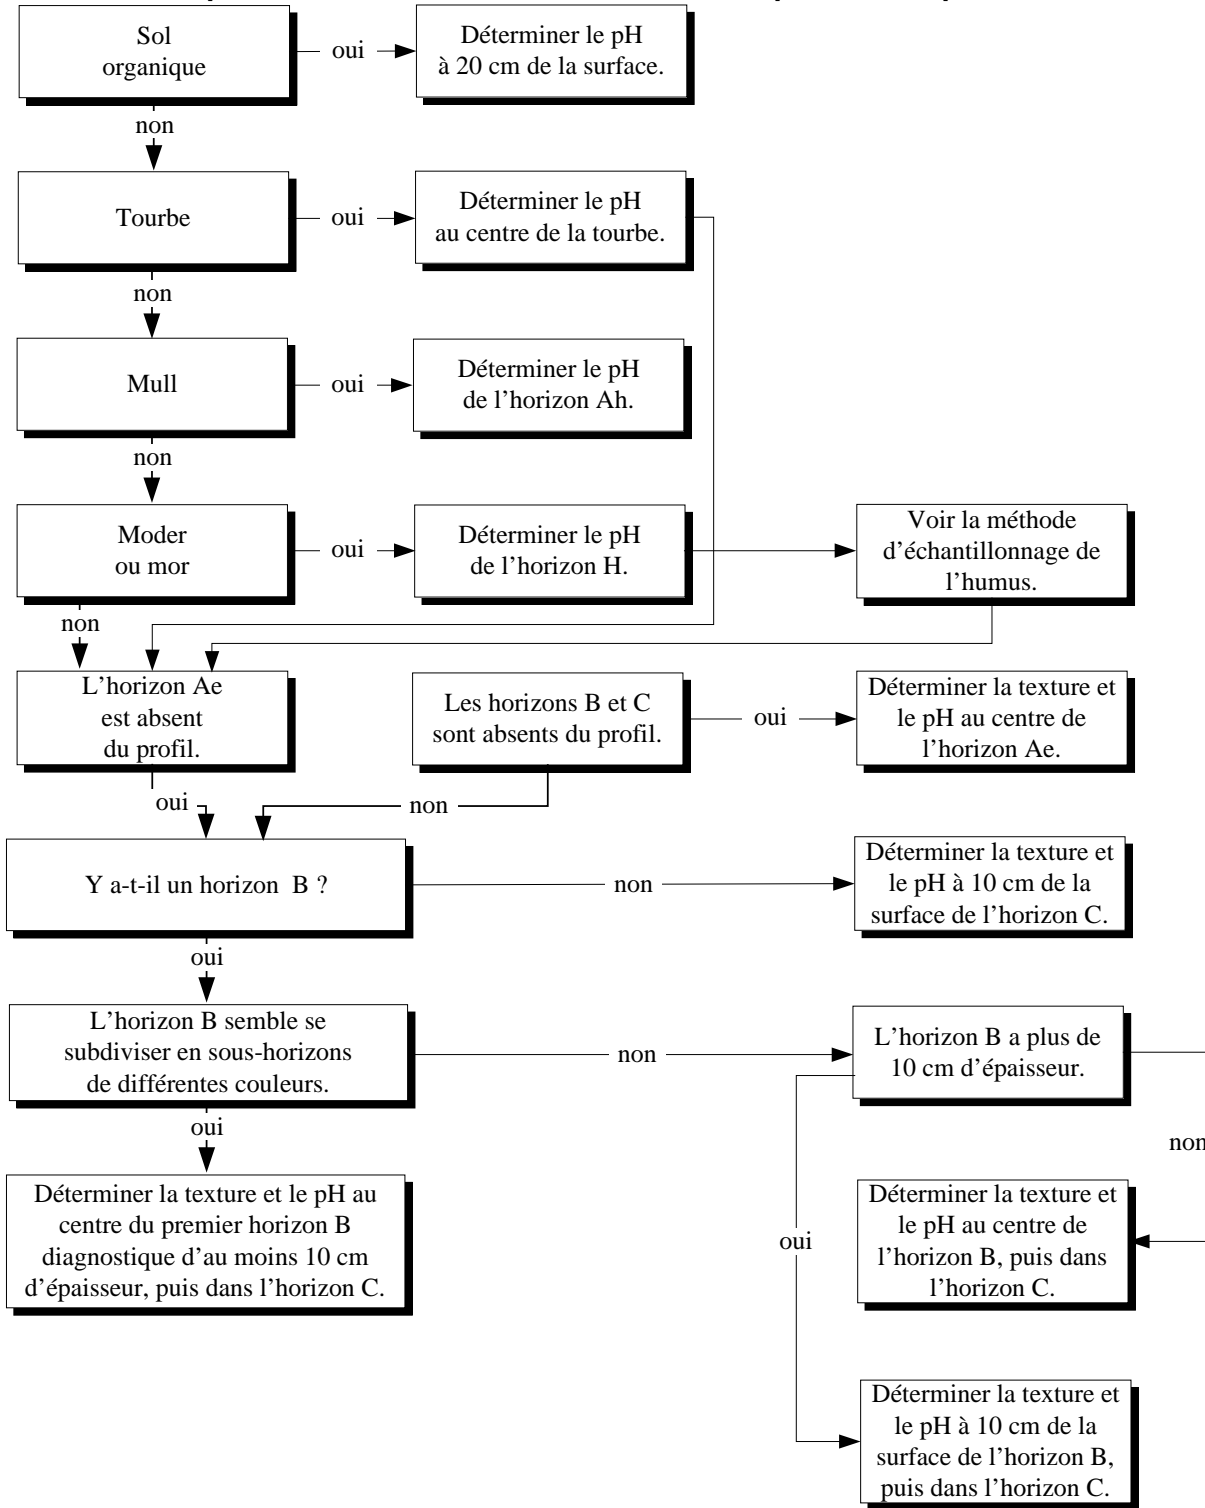 Sol
organique
oui
Déterminer le pH
à 20 cm de la surface.
non
Tourbe
oui
Déterminer le pH
au centre de la tourbe.
non
Mull
oui
Déterminer le pH
de l'horizon Ah.
non
Moder
ou mor
oui
Déterminer le pH
de l'horizon H.
Voir la méthode
d'échantillonnage de
l'humus.
non
L'horizon Ae
est absent
du profil.
Les horizons B et C
sont absents du profil.
oui
Déterminer la texture et
le pH au centre de
l'horizon Ae.
oui
non
Y a-t-il un horizon B ?
non
Déterminer la texture et
le pH à 10 cm de la
surface de l'horizon C.
oui
L'horizon B semble se
subdiviser en sous-horizons
de différentes couleurs.
non
L'horizon B a plus de
10 cm d'épaisseur.
oui
non
Déterminer la texture et le pH au
centre du premier horizon B
diagnostique d'au moins 10 cm
d'épaisseur, puis dans l'horizon C.
oui
Déterminer la texture et
le pH au centre de
l'horizon B, puis dans
l'horizon C.
Déterminer la texture et
le pH à 10 cm de la
surface de l'horizon B,
puis dans l'horizon C.